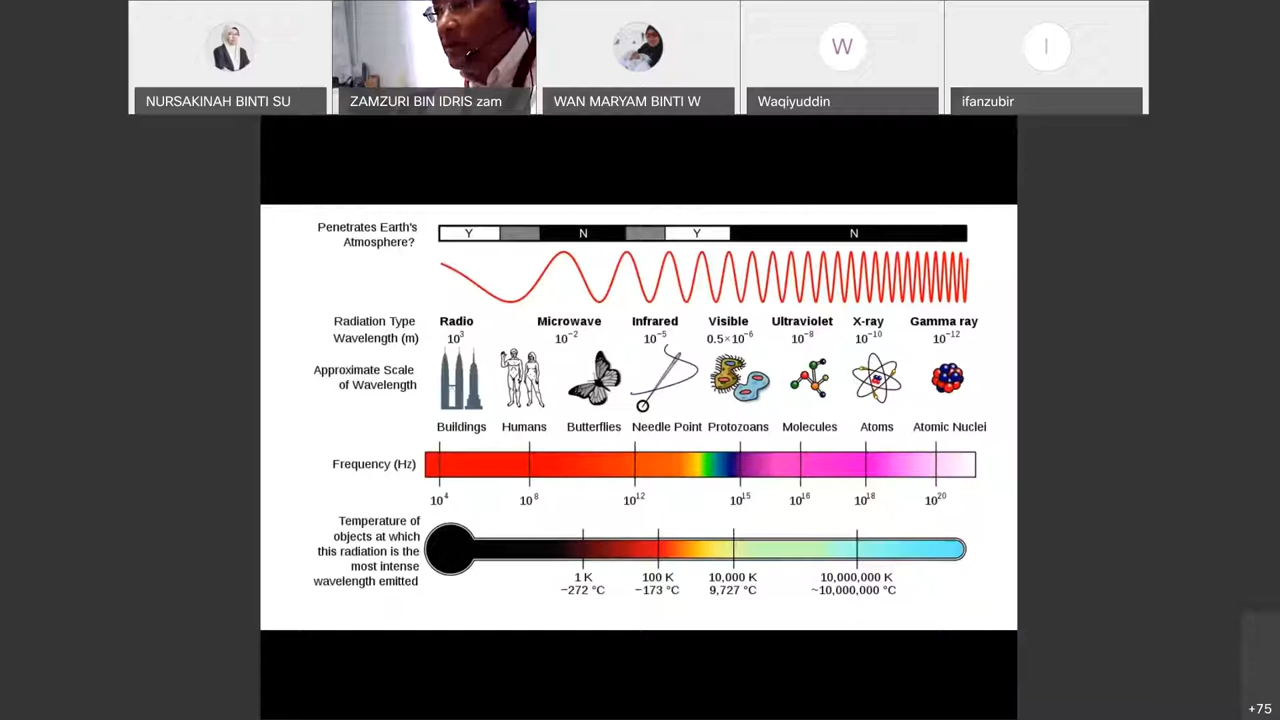 W
I
NURSAKINAH BINTI SU
ZAMZURI BIN IDRIS zam
WAN MARYAM BINTI W
Waqiyuddin
ifanzubir
Penetrates Earth's
Atmosphere?
Y N Y N
Radiation Type Radio Microwave Infrared Visible Ultraviolet X-ray Gamma ray
Wavelength (m) 10³ 10⁻² 10⁻⁵ 0.5×10⁻⁶ 10⁻⁸ 10⁻¹⁰ 10⁻¹²
Approximate Scale
of Wavelength
Buildings Humans Butterflies Needle Point Protozoans Molecules Atoms Atomic Nuclei
Frequency (Hz)
10⁴ 10⁸ 10¹² 10¹⁵ 10¹⁶ 10¹⁸ 10²⁰
Temperature of
objects at which
this radiation is the
most intense
wavelength emitted
1 K 100 K 10,000 K 10,000,000 K
−272 °C −173 °C 9,727 °C ~10,000,000 °C
+75